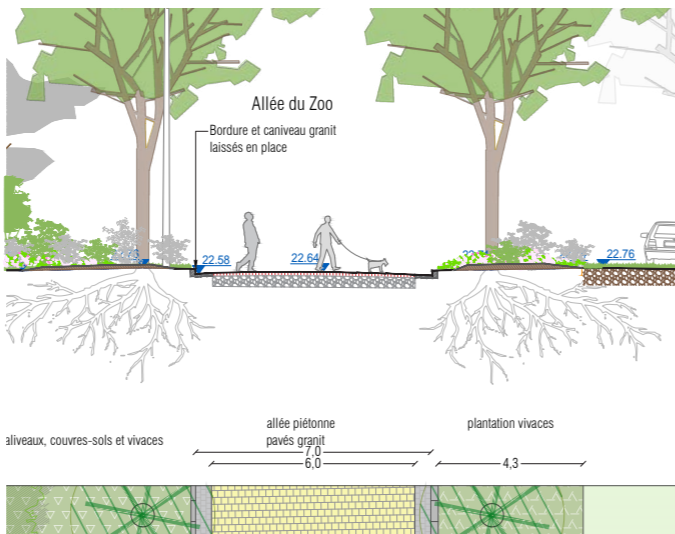 Allée du Zoo
Bordure et caniveau granit
laissés en place
22.58
22.64
22.76
allée piétonne
pavés granit
plantation vivaces
aliveaux, couvres-sols et vivaces
7,0
6,0
4,3